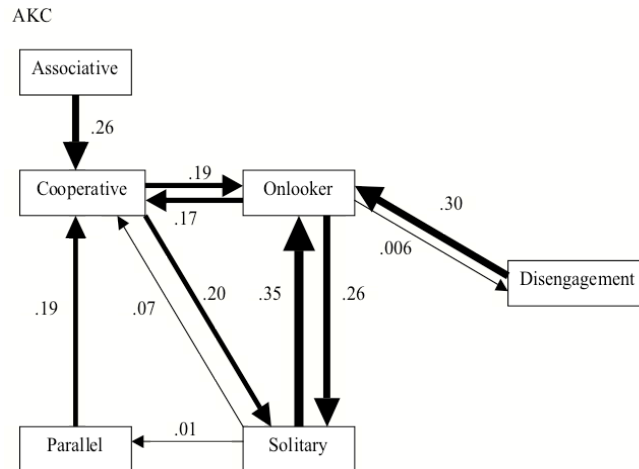 AKC
Associative
.26
Cooperative
.19
Onlooker
.17
.30
.006
Disengagement
.19
.07
.20
.35
.26
.01
Parallel
Solitary